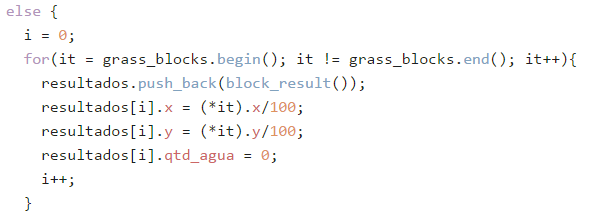 else {
  i = 0;
  for(it = grass_blocks.begin(); it != grass_blocks.end(); it++){
    resultados.push_back(block_result());
    resultados[i].x = (*it).x/100;
    resultados[i].y = (*it).y/100;
    resultados[i].qtd_agua = 0;
    i++;
  }